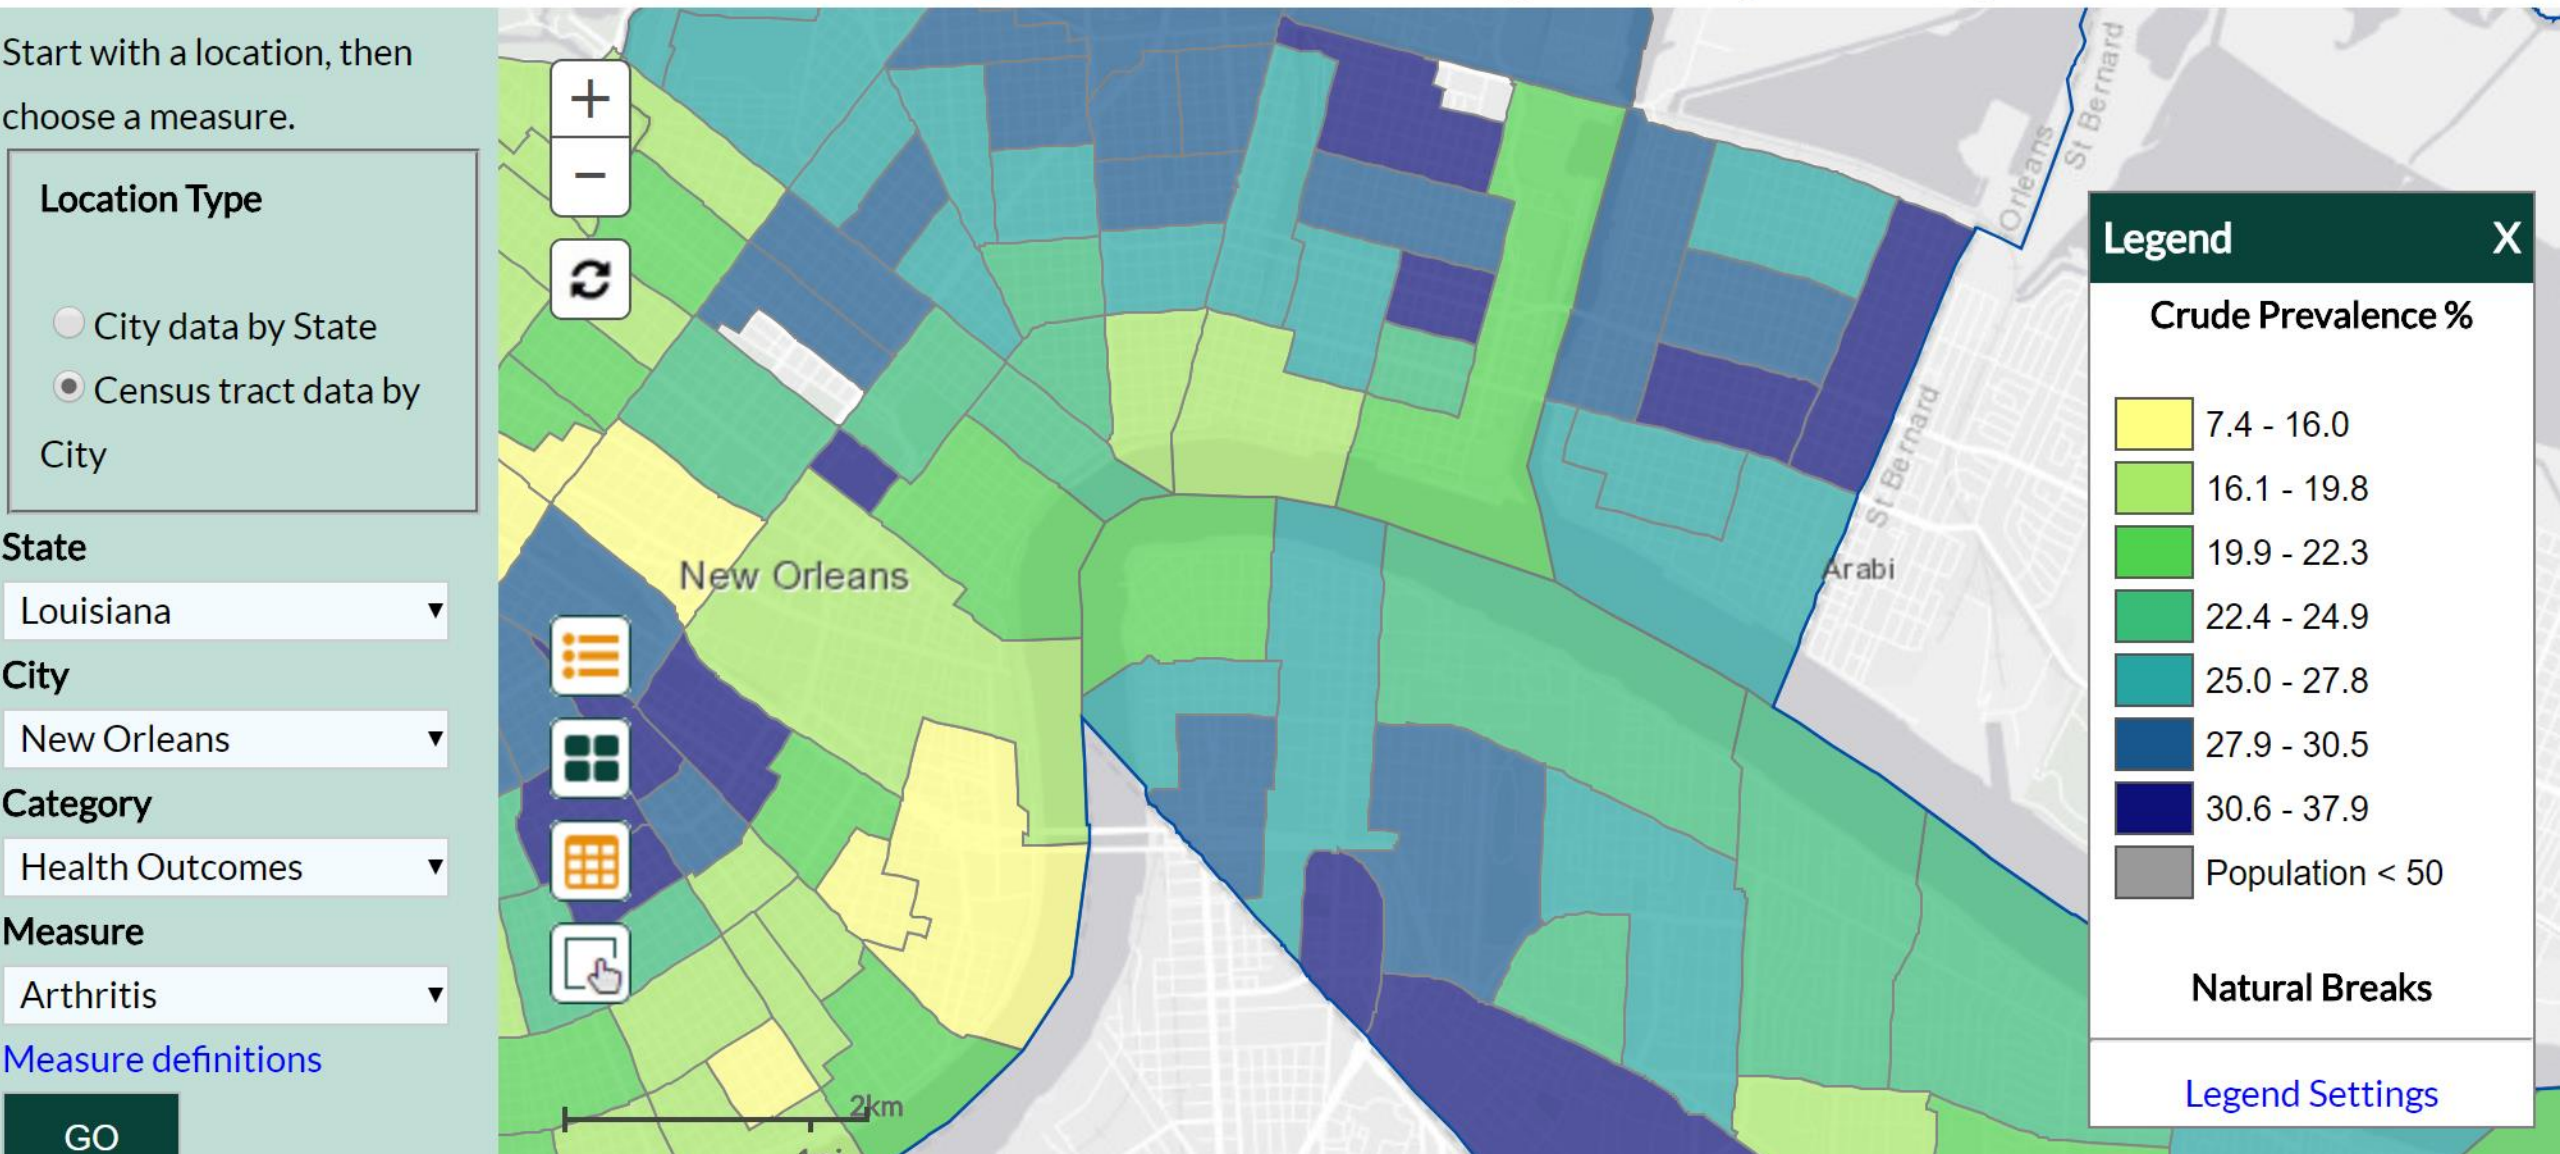 Start with a location, then
choose a measure.
Location Type
City data by State
Census tract data by
City
State
Louisiana
City
New Orleans
Category
Health Outcomes
Measure
Arthritis
Measure definitions
GO
+
−
New Orleans
Arabi
Orleans
St Bernard
St Bernard
2km
Legend
X
Crude Prevalence %
7.4 - 16.0
16.1 - 19.8
19.9 - 22.3
22.4 - 24.9
25.0 - 27.8
27.9 - 30.5
30.6 - 37.9
Population < 50
Natural Breaks
Legend Settings